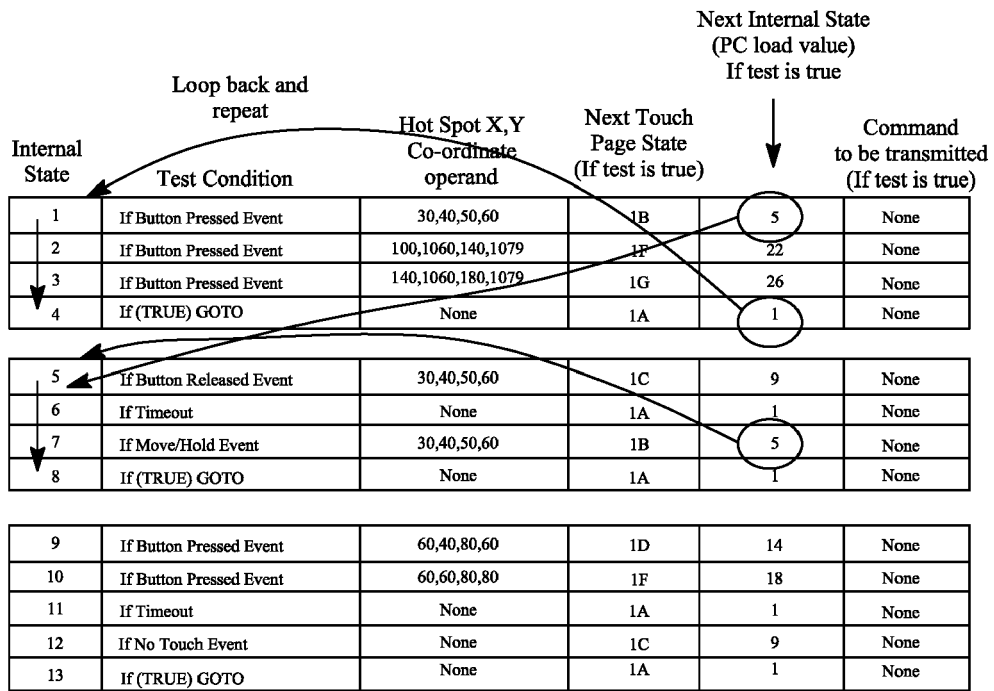 Next Internal State
(PC load value)
If test is true
Loop back and
repeat
Internal
State
Test Condition
Hot Spot X,Y
Co-ordinate
operand
Next Touch
Page State
(If test is true)
Command
to be transmitted
(If test is true)
1 If Button Pressed Event 30,40,50,60 1B 5 None
2 If Button Pressed Event 100,1060,140,1079 1F 22 None
3 If Button Pressed Event 140,1060,180,1079 1G 26 None
4 If (TRUE) GOTO None 1A 1 None
5 If Button Released Event 30,40,50,60 1C 9 None
6 If Timeout None 1A 1 None
7 If Move/Hold Event 30,40,50,60 1B 5 None
8 If (TRUE) GOTO None 1A 1 None
9 If Button Pressed Event 60,40,80,60 1D 14 None
10 If Button Pressed Event 60,60,80,80 1F 18 None
11 If Timeout None 1A 1 None
12 If No Touch Event None 1C 9 None
13 If (TRUE) GOTO None 1A 1 None